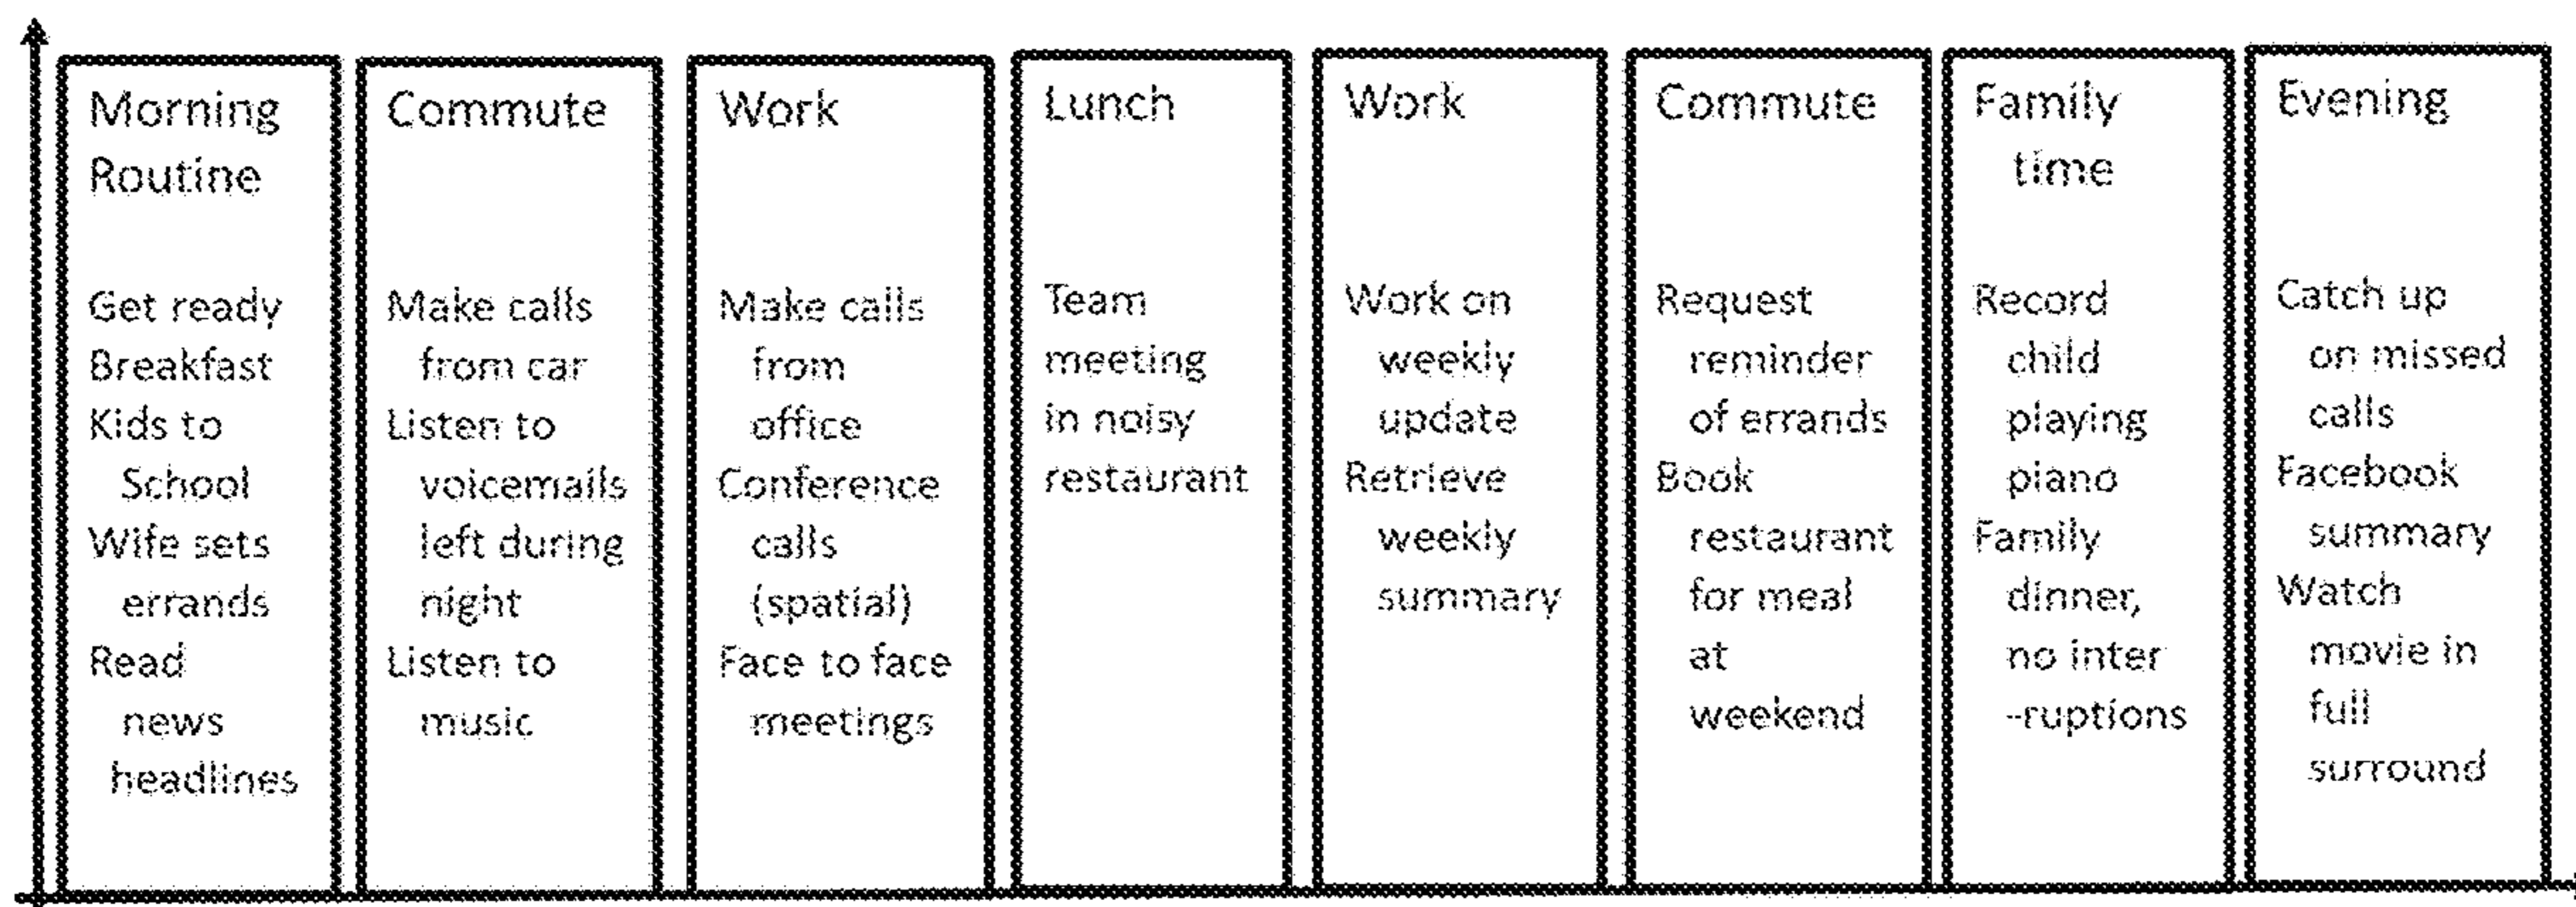 Morning
Routine
Get ready
Breakfast
Kids to
School
Wife sets
errands
Read
news
headlines
Commute
Make calls
from car
Listen to
voicemails
left during
night
Listen to
music
Work
Make calls
from
office
Conference
calls
(spatial)
Face to face
meetings
Lunch
Team
meeting
in noisy
restaurant
Work
Work on
weekly
update
Retrieve
weekly
summary
Commute
Request
reminder
of errands
Book
restaurant
for meal
at
weekend
Family
time
Record
child
playing
piano
Family
dinner,
no inter
-ruptions
Evening
Catch up
on missed
calls
Facebook
summary
Watch
movie in
full
surround